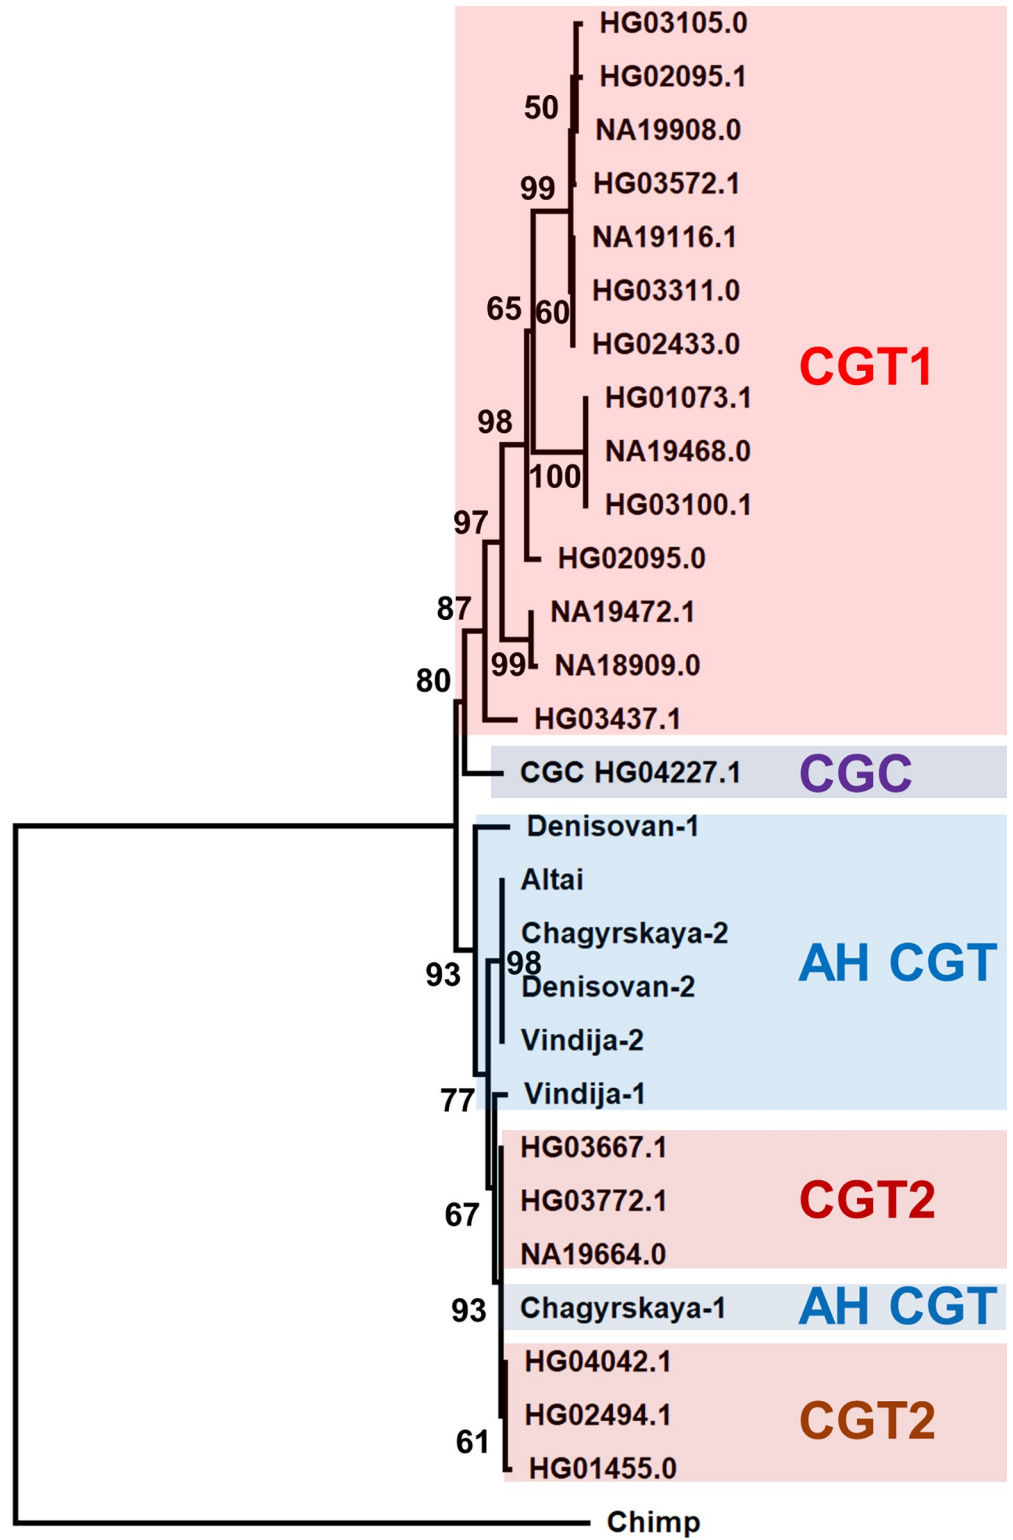 HG03105.0
HG02095.1
50
NA19908.0
HG03572.1
99
NA19116.1
HG03311.0
65
60
HG02433.0
CGT1
HG01073.1
98
NA19468.0
100
HG03100.1
97
HG02095.0
87
NA19472.1
99
NA18909.0
80
HG03437.1
CGC HG04227.1
CGC
Denisovan-1
Altai
Chagyrskaya-2
AH CGT
93
98
Denisovan-2
Vindija-2
77
Vindija-1
HG03667.1
HG03772.1
CGT2
67
NA19664.0
93
Chagyrskaya-1
AH CGT
HG04042.1
HG02494.1
CGT2
61
HG01455.0
Chimp